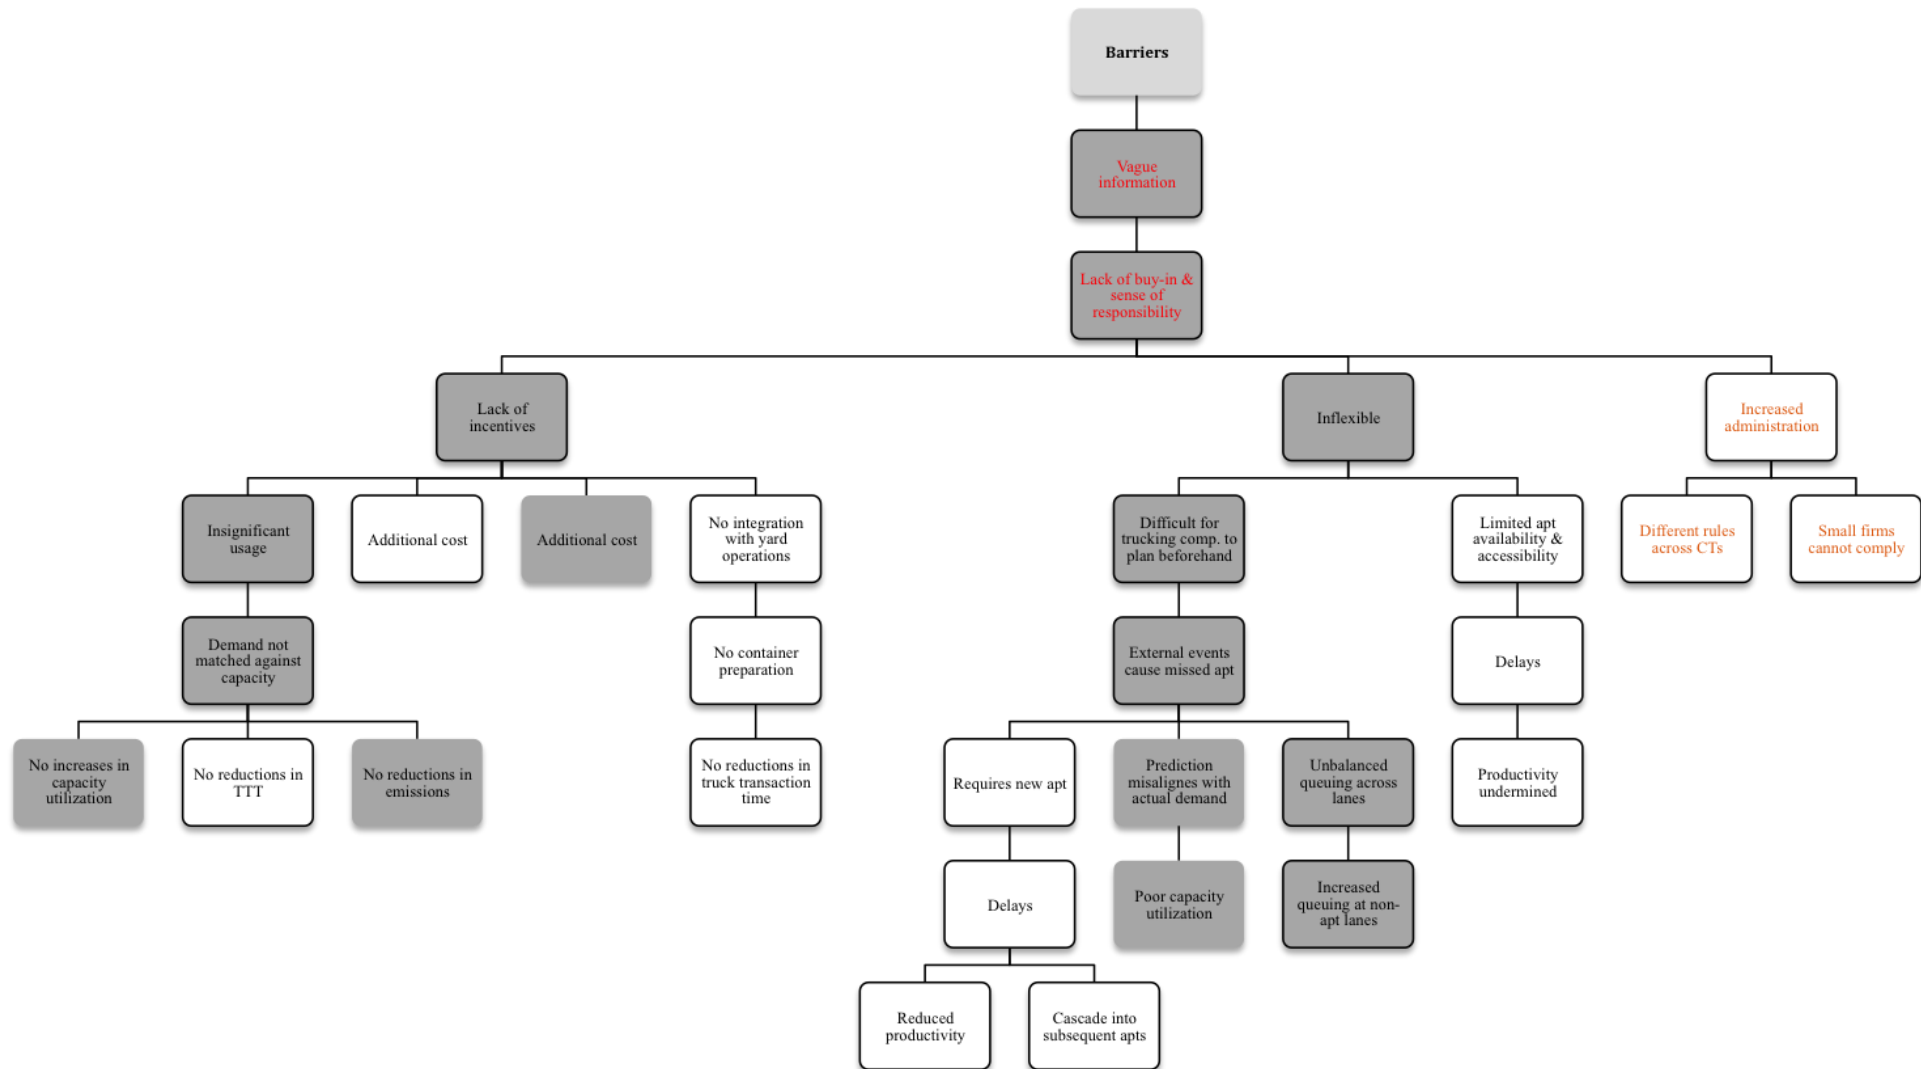 Barriers
Vague
information
Lack of buy-in &
sense of
responsibility
Lack of
incentives
Inflexible
Increased
administration
Insignificant
usage
Additional cost
Additional cost
No integration
with yard
operations
Difficult for
trucking comp. to
plan beforehand
Limited apt
availability &
accessibility
Different rules
across CTs
Small firms
cannot comply
Demand not
matched against
capacity
No container
preparation
External events
cause missed apt
Delays
No increases in
capacity
utilization
No reductions in
TTT
No reductions in
emissions
No reductions in
truck transaction
time
Requires new apt
Prediction
misalignes with
actual demand
Unbalanced
queuing across
lanes
Productivity
undermined
Delays
Poor capacity
utilization
Increased
queuing at non-
apt lanes
Reduced
productivity
Cascade into
subsequent apts